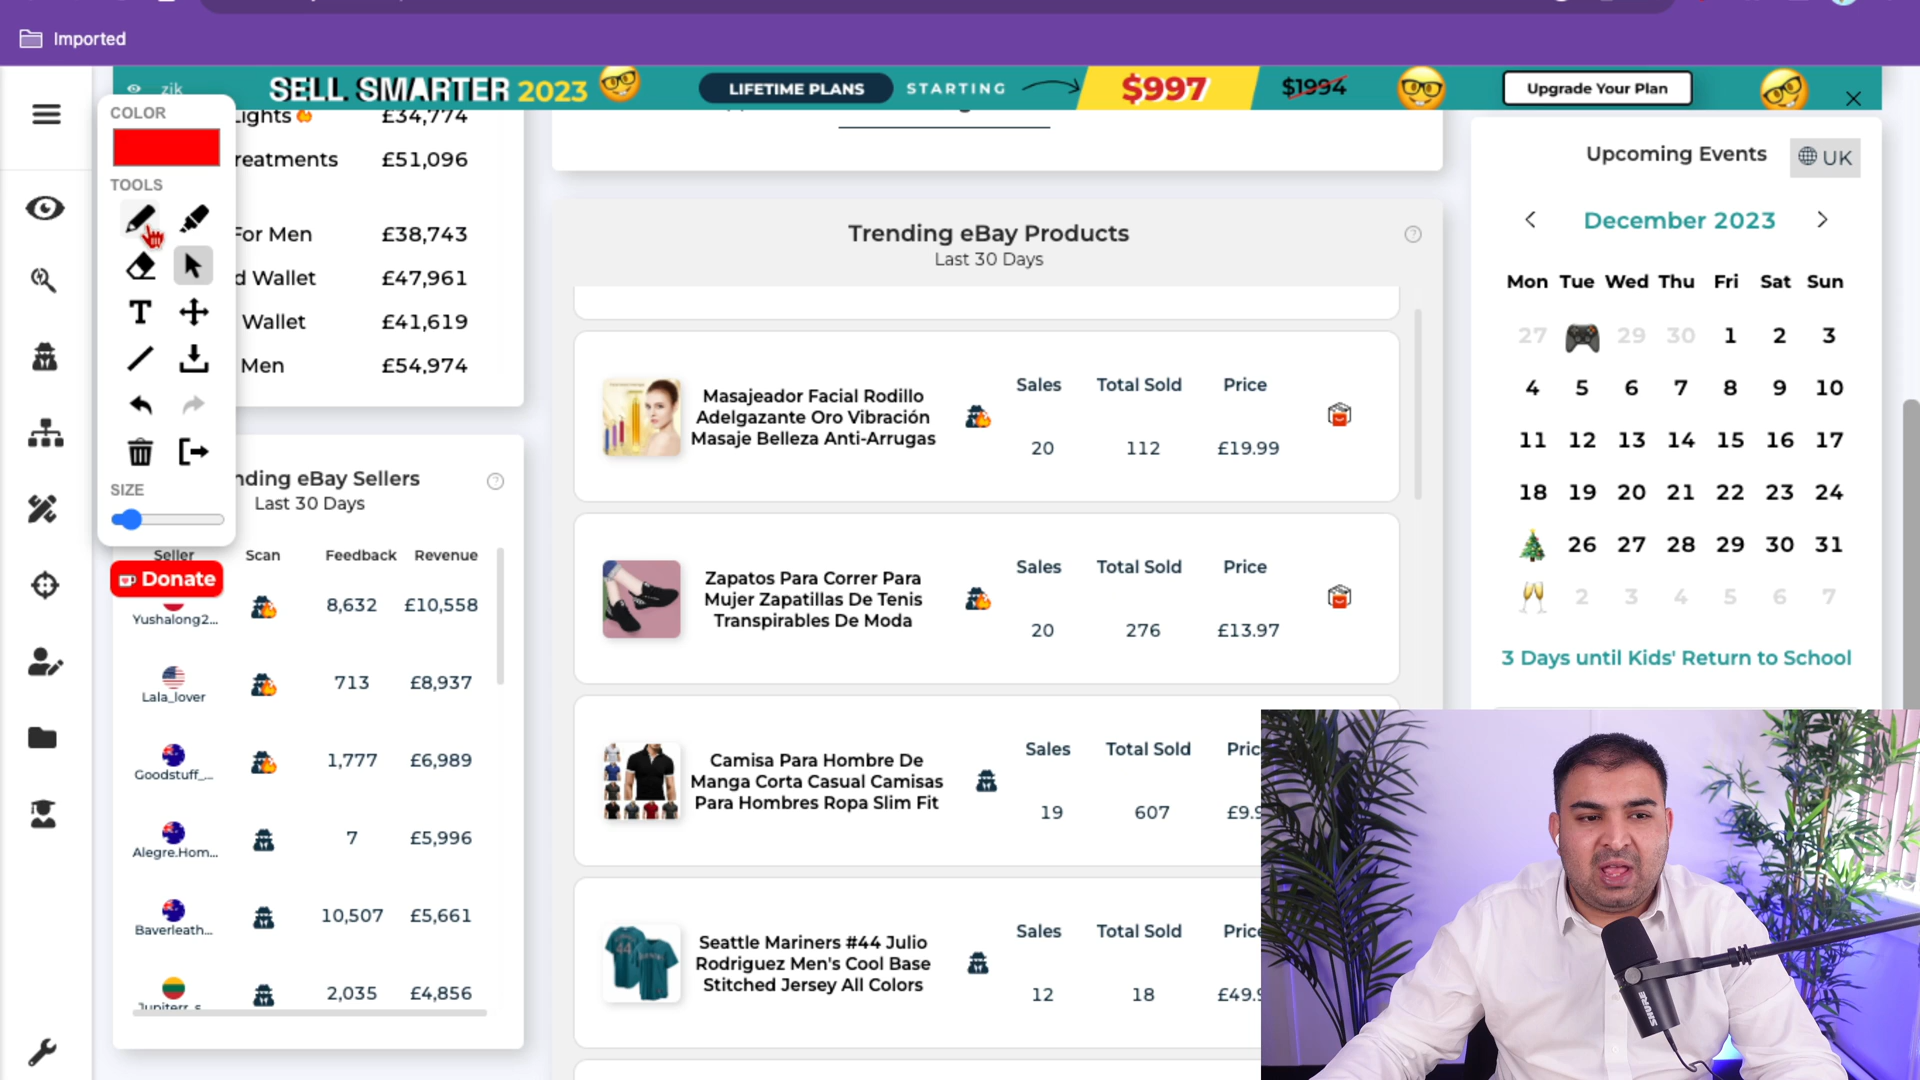 Imported
zik
SELL SMARTER 2023
LIFETIME PLANS
STARTING
$997
$1994
Upgrade Your Plan
COLOR
TOOLS
SIZE
Donate
Lights £34,774
reatments £51,096
For Men £38,743
d Wallet £47,961
Wallet £41,619
Men £54,974
nding eBay Sellers
Last 30 Days
Seller Scan Feedback Revenue
Yushalong2... 8,632 £10,558
Lala_lover 713 £8,937
Goodstuff_... 1,777 £6,989
Alegre.Hom... 7 £5,996
Baverleath... 10,507 £5,661
Jupiterr_s 2,035 £4,856
Trending eBay Products
Last 30 Days
Masajeador Facial Rodillo
Adelgazante Oro Vibración
Masaje Belleza Anti-Arrugas
Sales Total Sold Price
20 112 £19.99
Zapatos Para Correr Para
Mujer Zapatillas De Tenis
Transpirables De Moda
Sales Total Sold Price
20 276 £13.97
Camisa Para Hombre De
Manga Corta Casual Camisas
Para Hombres Ropa Slim Fit
Sales Total Sold Pric
19 607 £9.9
Seattle Mariners #44 Julio
Rodriguez Men's Cool Base
Stitched Jersey All Colors
Sales Total Sold Price
12 18 £49.9
Upcoming Events
UK
December 2023
Mon Tue Wed Thu Fri Sat Sun
27 29 30 1 2 3
4 5 6 7 8 9 10
11 12 13 14 15 16 17
18 19 20 21 22 23 24
26 27 28 29 30 31
2 3 4 5 6 7
3 Days until Kids' Return to School
SHURE